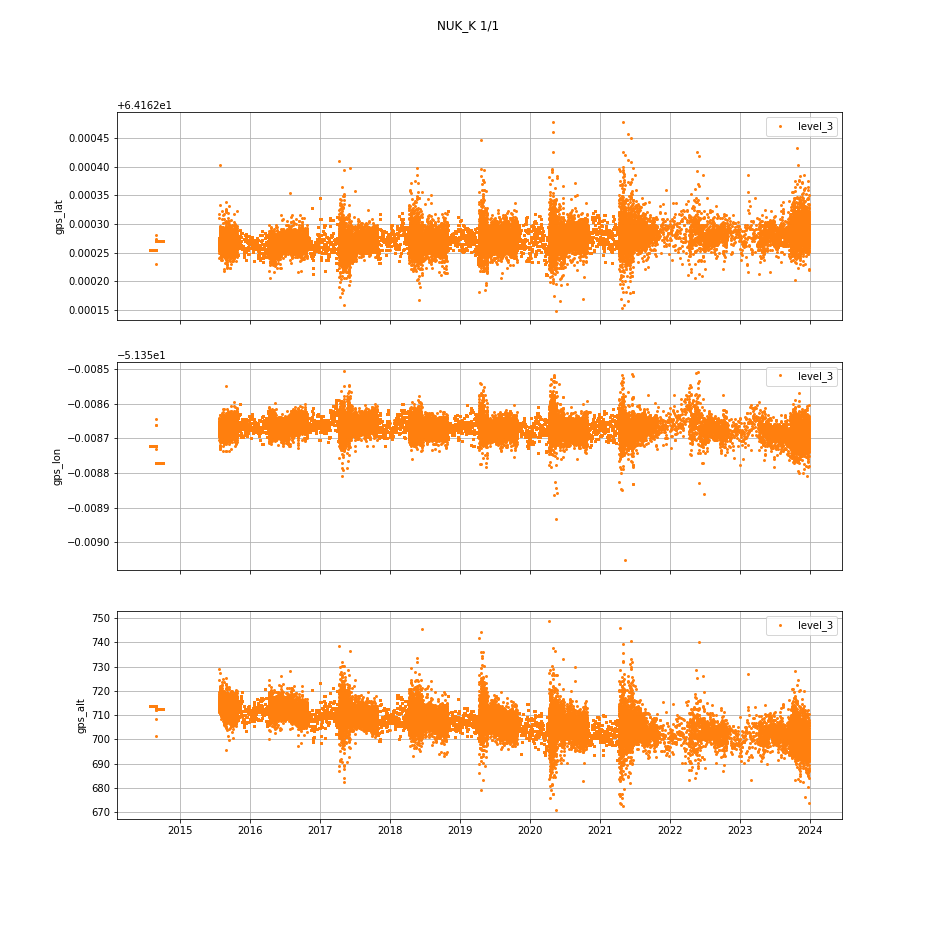 NUK_K 1/1
+6.4162e1
0.00045
0.00040
0.00035
0.00030
0.00025
0.00020
0.00015
gps_lat
level_3
−5.135e1
−0.0085
−0.0086
−0.0087
−0.0088
−0.0089
−0.0090
gps_lon
level_3
750
740
730
720
710
700
690
680
670
gps_alt
level_3
2015 2016 2017 2018 2019 2020 2021 2022 2023 2024